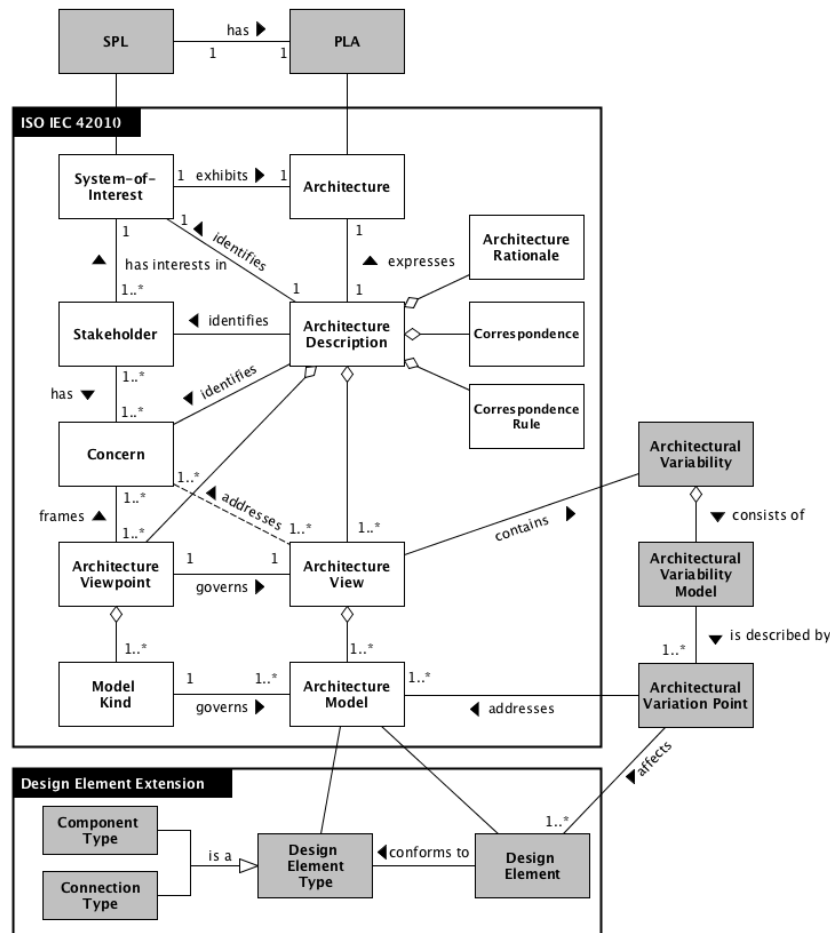 has
SPL
PLA
1
1
ISO IEC 42010
System-of-
Interest
1
exhibits
1
Architecture
1
1
identifies
1
Architecture
Rationale
has interests in
expresses
1..*
1
1
Stakeholder
identifies
Architecture
Description
Correspondence
1..*
has
identifies
1..*
Correspondence
Rule
Concern
1..*
Architectural
Variability
1..*
addresses
frames
1..*
1..*
1..*
contains
consists of
Architecture
Viewpoint
1
1
governs
Architecture
View
Architectural
Variability
Model
1..*
1..*
is described by
1..*
Model
Kind
1
1..*
governs
Architecture
Model
1..*
addresses
Architectural
Variation Point
affects
Design Element Extension
1..*
Component
Type
is a
Design
Element
Type
conforms to
Design
Element
Connection
Type